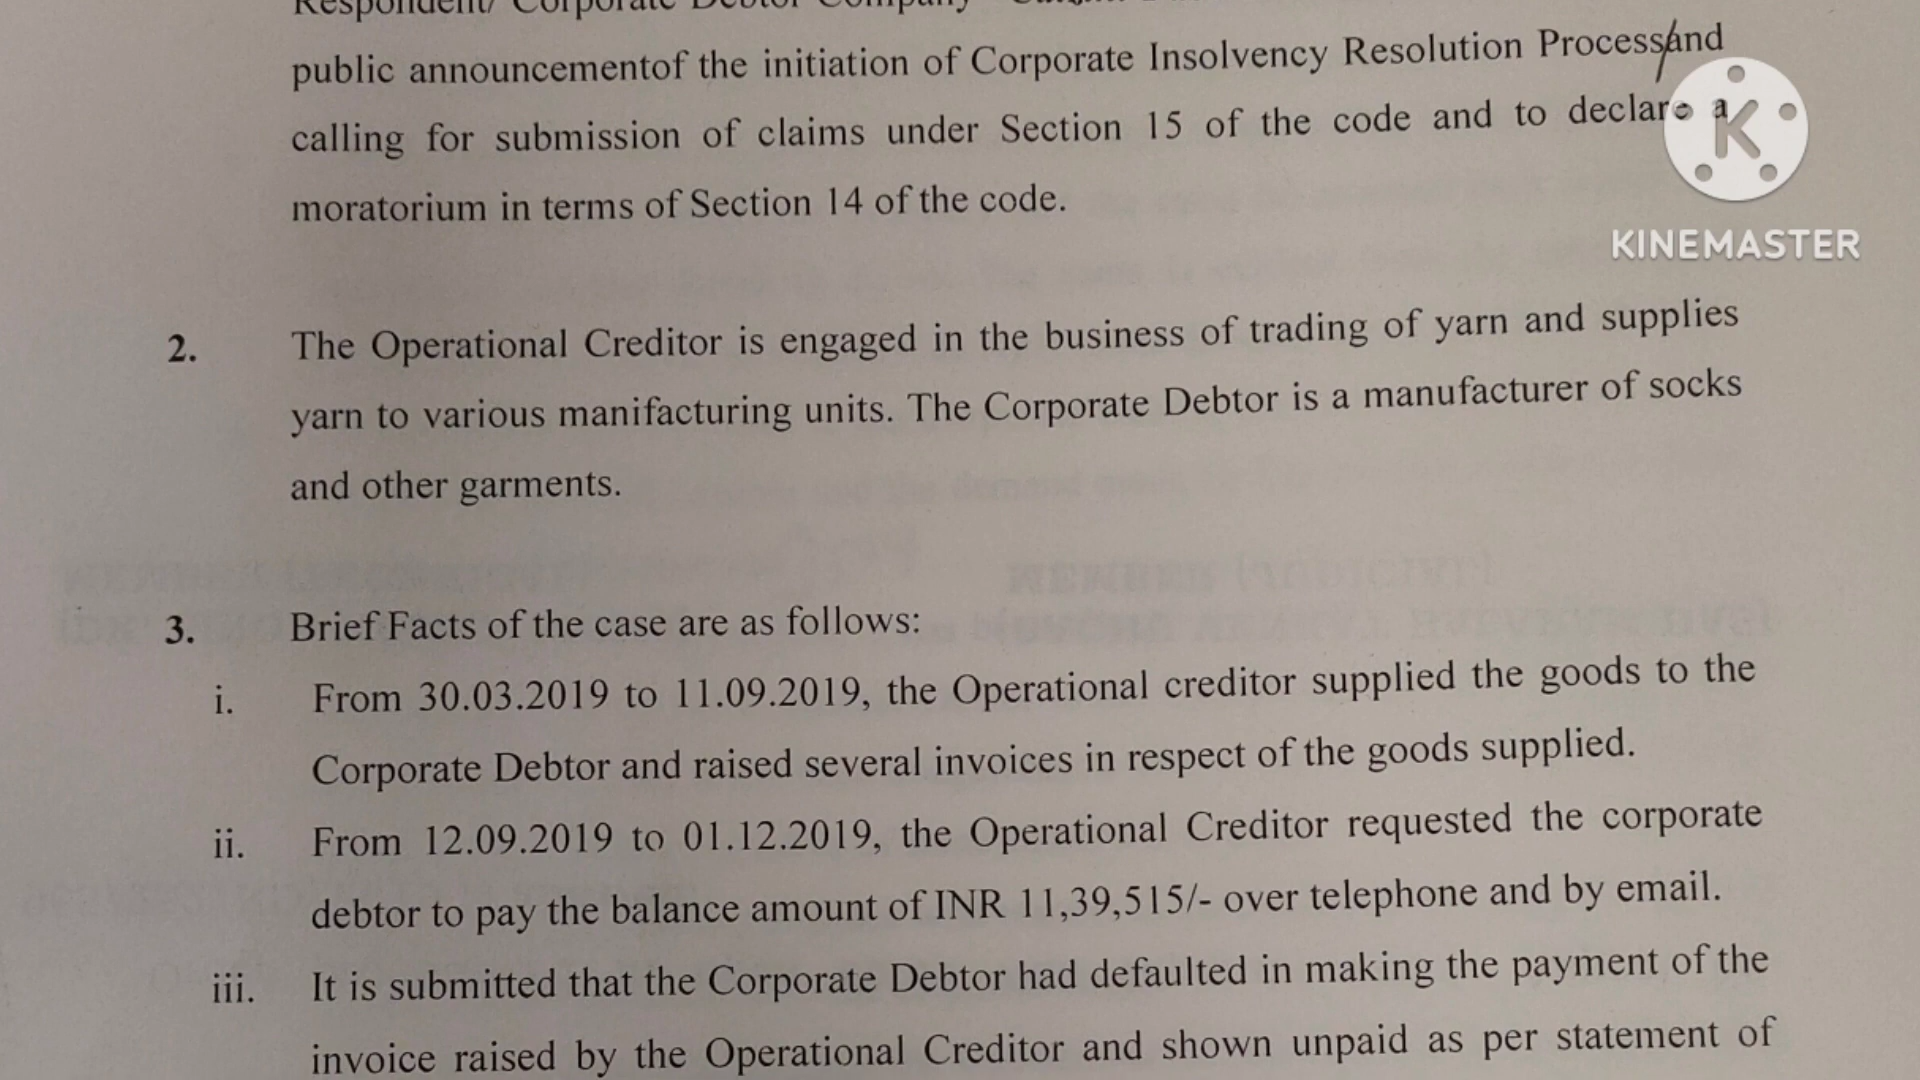 Respondent/ Corporate Debtor Company
public announcementof the initiation of Corporate Insolvency Resolution Process/and
calling for submission of claims under Section 15 of the code and to declare a
moratorium in terms of Section 14 of the code.
K
KINEMASTER
2. The Operational Creditor is engaged in the business of trading of yarn and supplies
yarn to various manifacturing units. The Corporate Debtor is a manufacturer of socks
and other garments.
3. Brief Facts of the case are as follows:
i. From 30.03.2019 to 11.09.2019, the Operational creditor supplied the goods to the
Corporate Debtor and raised several invoices in respect of the goods supplied.
ii. From 12.09.2019 to 01.12.2019, the Operational Creditor requested the corporate
debtor to pay the balance amount of INR 11,39,515/- over telephone and by email.
iii. It is submitted that the Corporate Debtor had defaulted in making the payment of the
invoice raised by the Operational Creditor and shown unpaid as per statement of